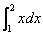 ∫₁² xdx